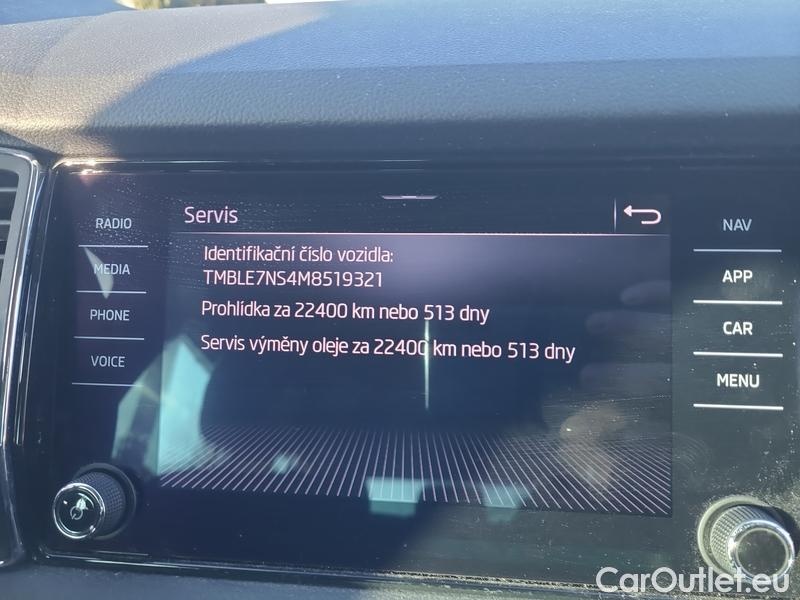 Servis
RADIO
MEDIA
PHONE
VOICE
Identifikační číslo vozidla:
TMBLE7NS4M8519321
Prohlídka za 22400 km nebo 513 dny
Servis výměny oleje za 22400 km nebo 513 dny
NAV
APP
CAR
MENU
CarOutlet.eu